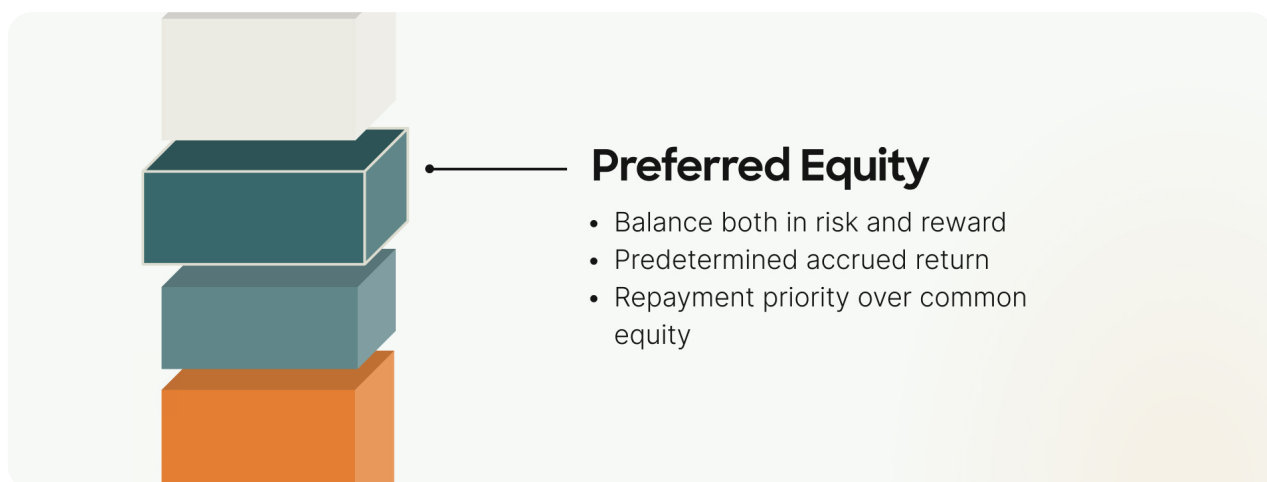 Preferred Equity
• Balance both in risk and reward
• Predetermined accrued return
• Repayment priority over common
equity